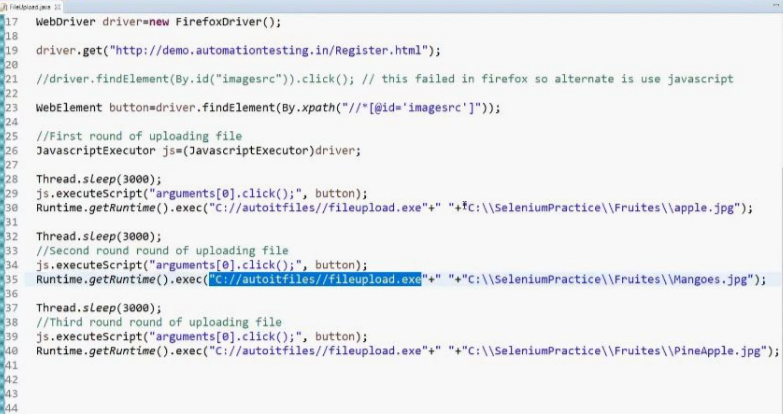 FileUpload.java
17 WebDriver driver=new FirefoxDriver();
18
19 driver.get("http://demo.automationtesting.in/Register.html");
20
21 //driver.findElement(By.id("imagesrc")).click(); // this failed in firefox so alternate is use javascript
22
23 WebElement button=driver.findElement(By.xpath("//*[@id='imagesrc']"));
24
25 //First round of uploading file
26 JavascriptExecutor js=(JavascriptExecutor)driver;
27
28 Thread.sleep(3000);
29 js.executeScript("arguments[0].click();", button);
30 Runtime.getRuntime().exec("C://autoitfiles//fileupload.exe"+" "+"C:\\SeleniumPractice\\Fruites\\apple.jpg");
31
32 Thread.sleep(3000);
33 //Second round round of uploading file
34 js.executeScript("arguments[0].click();", button);
35 Runtime.getRuntime().exec("C://autoitfiles//fileupload.exe"+" "+"C:\\SeleniumPractice\\Fruites\\Mangoes.jpg");
36
37 Thread.sleep(3000);
38 //Third round round of uploading file
39 js.executeScript("arguments[0].click();", button);
40 Runtime.getRuntime().exec("C://autoitfiles//fileupload.exe"+" "+"C:\\SeleniumPractice\\Fruites\\PineApple.jpg");
41
42
43
44